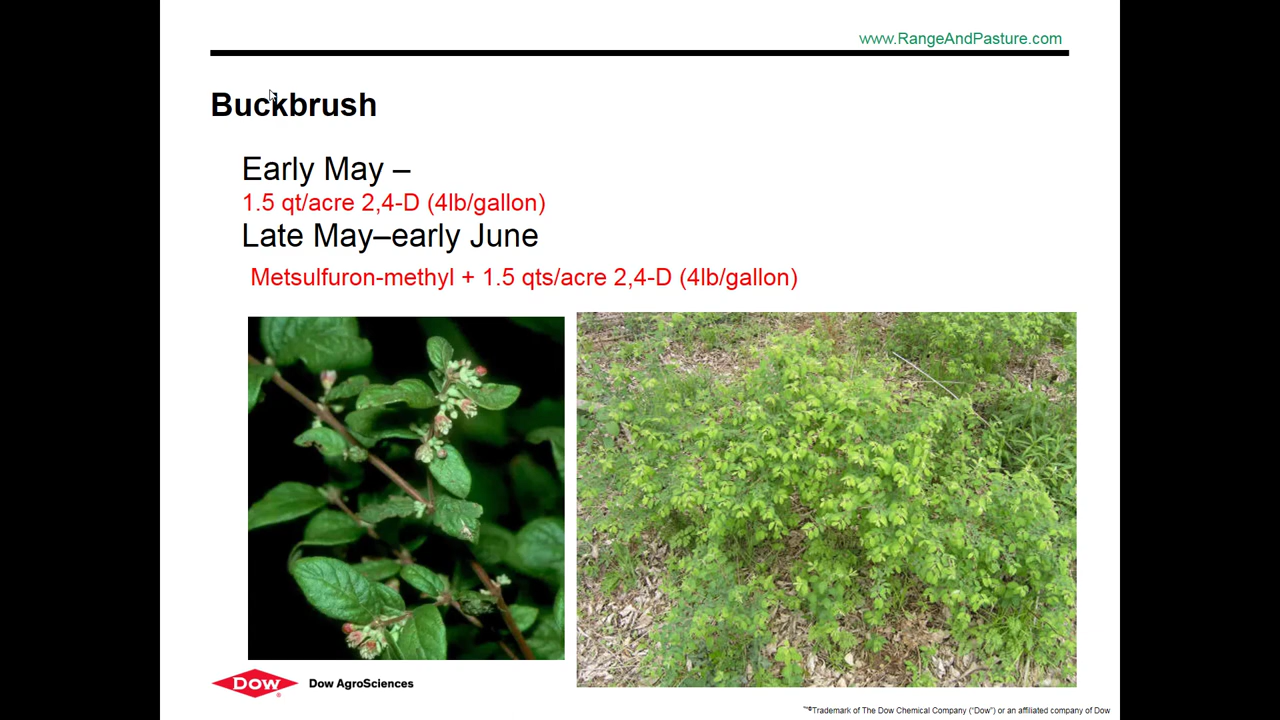 www.RangeAndPasture.com
Buckbrush
Early May –
1.5 qt/acre 2,4-D (4lb/gallon)
Late May–early June
Metsulfuron-methyl + 1.5 qts/acre 2,4-D (4lb/gallon)
Dow
Dow AgroSciences
™®Trademark of The Dow Chemical Company ("Dow") or an affiliated company of Dow